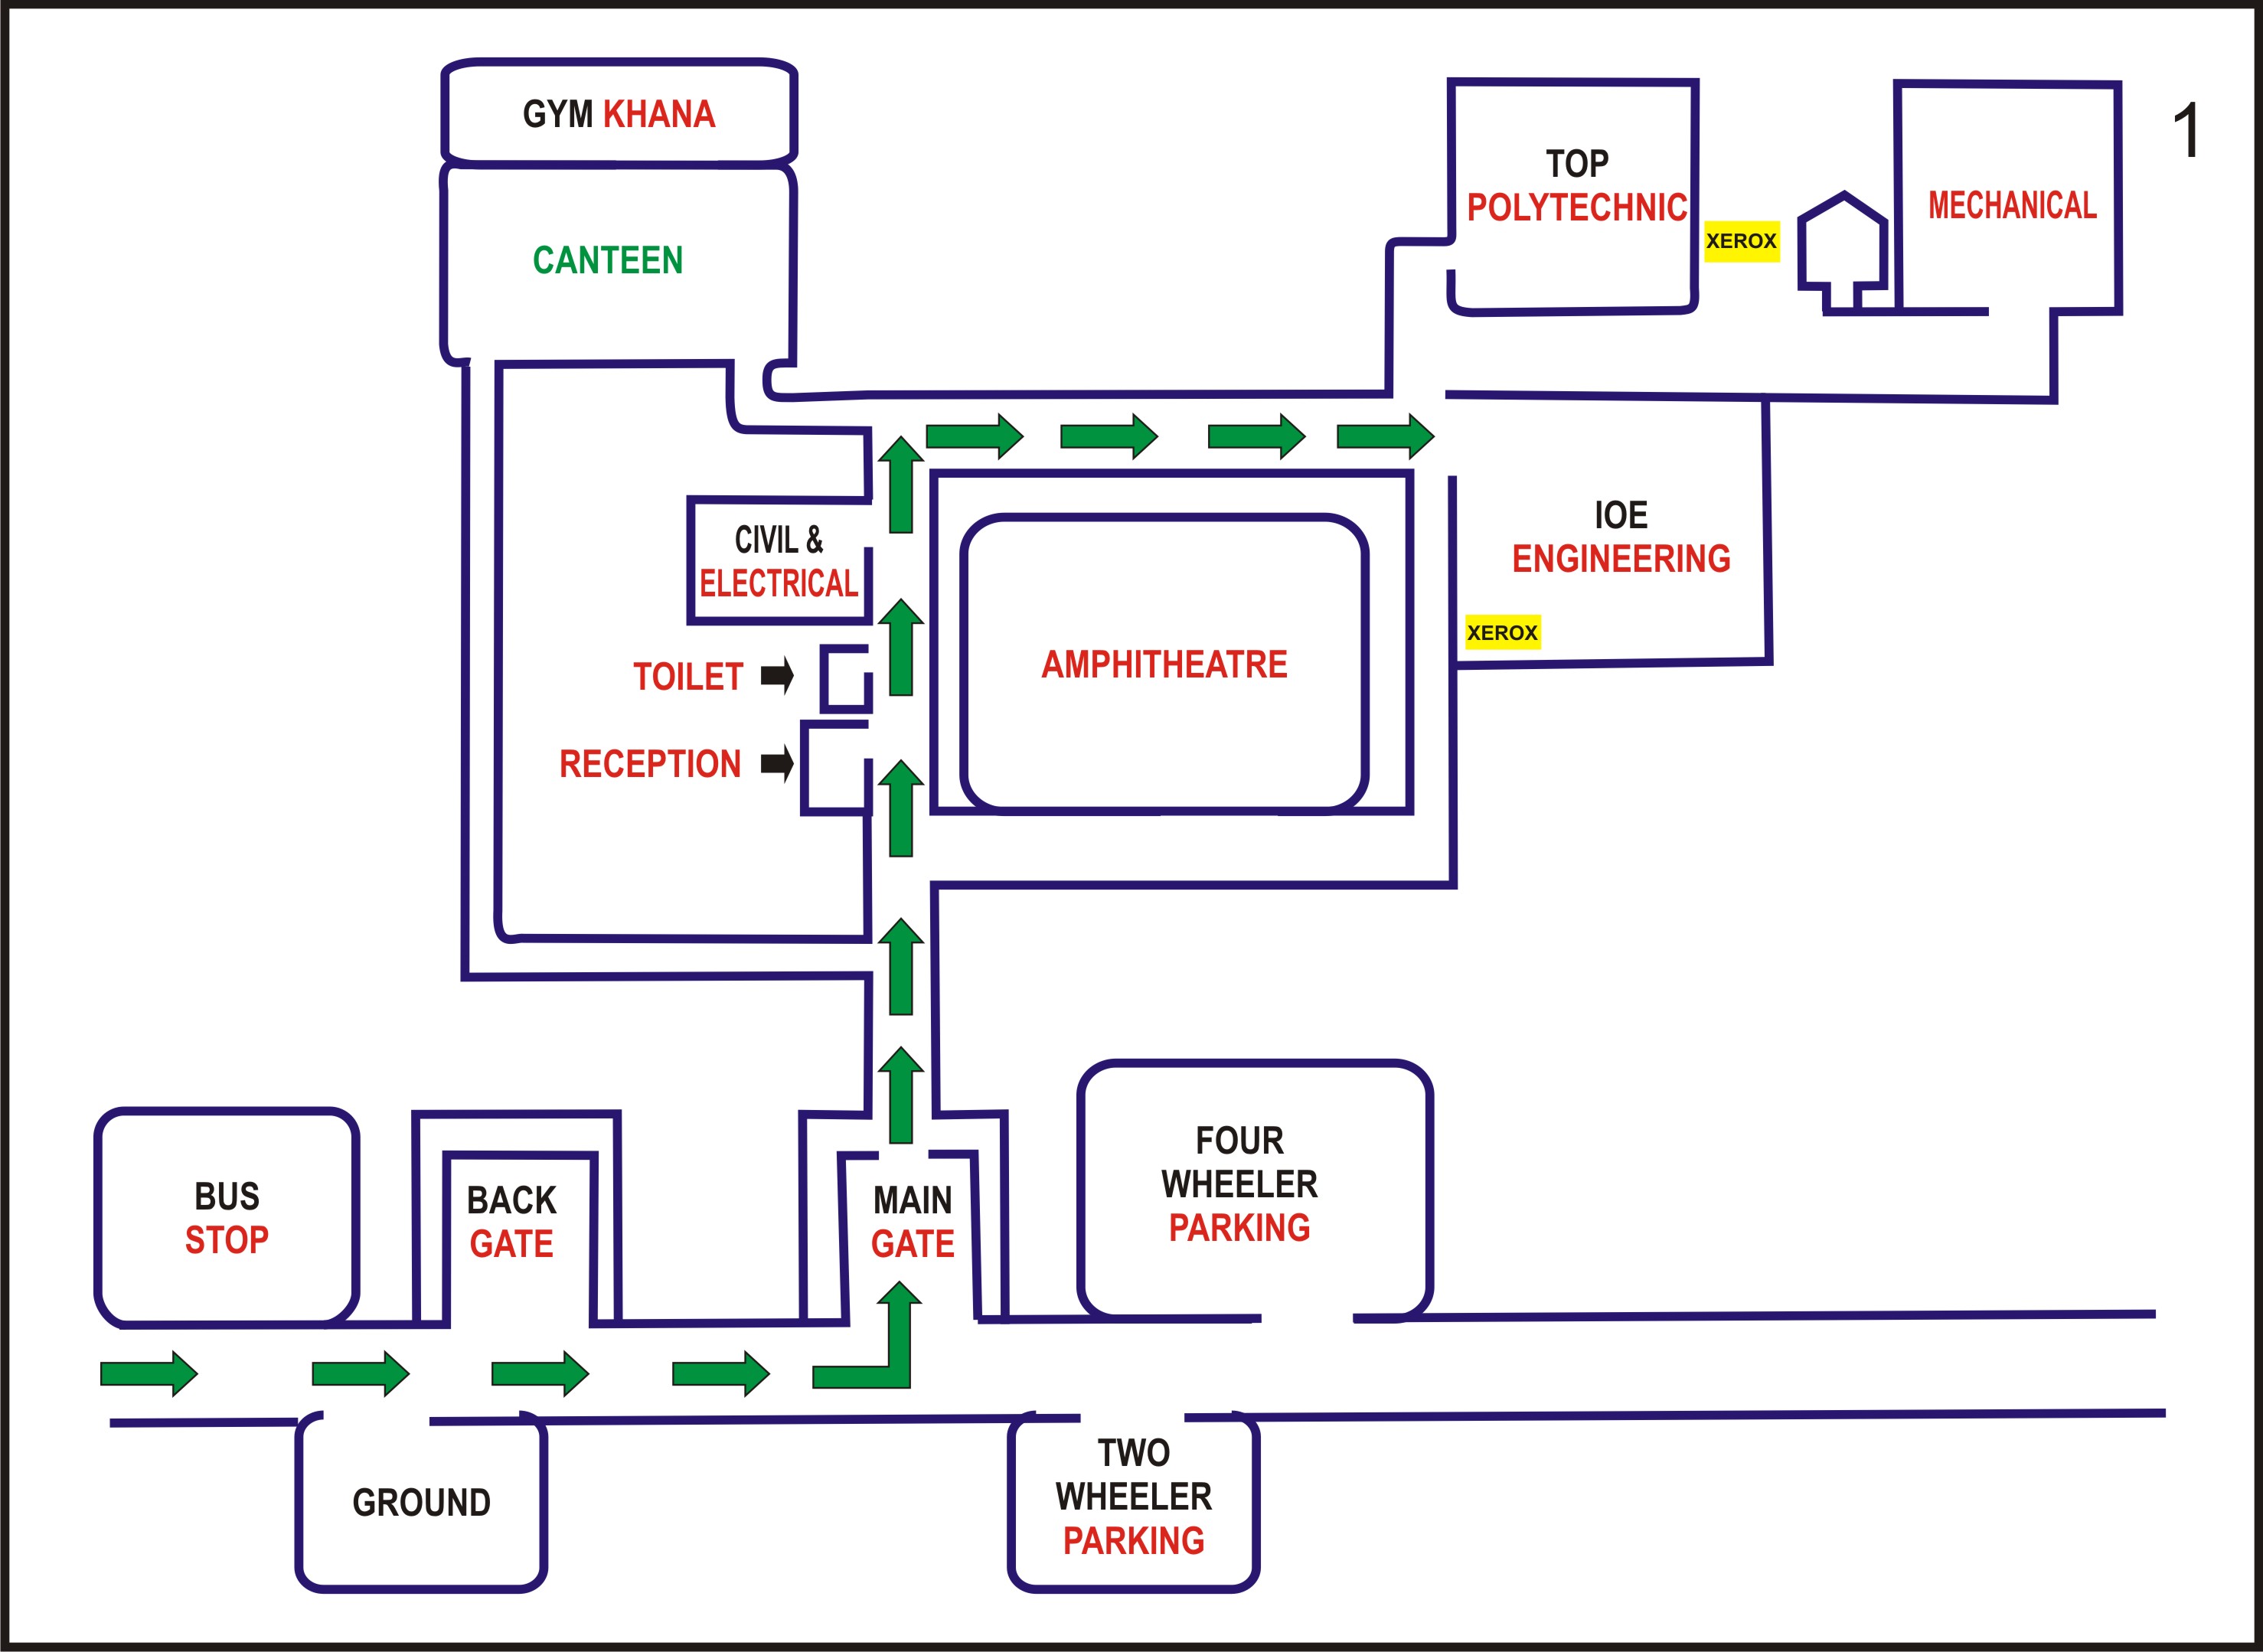 GYM KHANA
CANTEEN
TOP
POLYTECHNIC
XEROX
MECHANICAL
1
CIVIL &
ELECTRICAL
IOE
ENGINEERING
XEROX
TOILET
AMPHITHEATRE
RECEPTION
BUS
STOP
BACK
GATE
MAIN
GATE
FOUR
WHEELER
PARKING
GROUND
TWO
WHEELER
PARKING